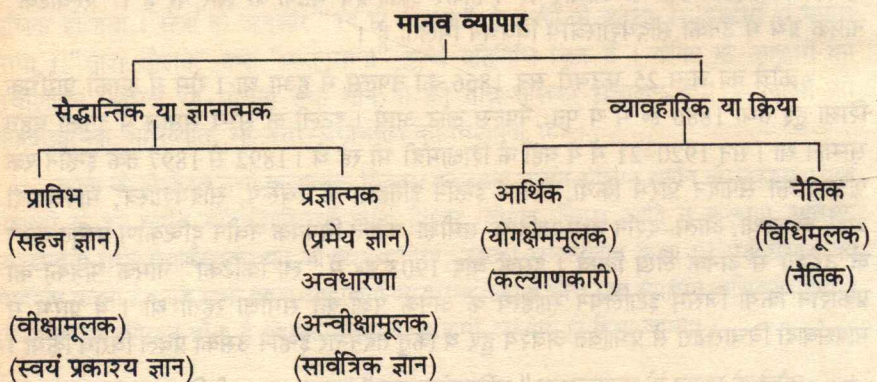 मानव व्यापार
सैद्धान्तिक या ज्ञानात्मक व्यावहारिक या क्रिया
प्रातिभ प्रज्ञात्मक आर्थिक नैतिक
(सहज ज्ञान) (प्रमेय ज्ञान) (योगक्षेममूलक) (विधिमूलक)
अवधारणा (कल्याणकारी) (नैतिक)
(वीक्षामूलक) (अन्वीक्षामूलक)
(स्वयं प्रकाश्य ज्ञान) (सार्वत्रिक ज्ञान)